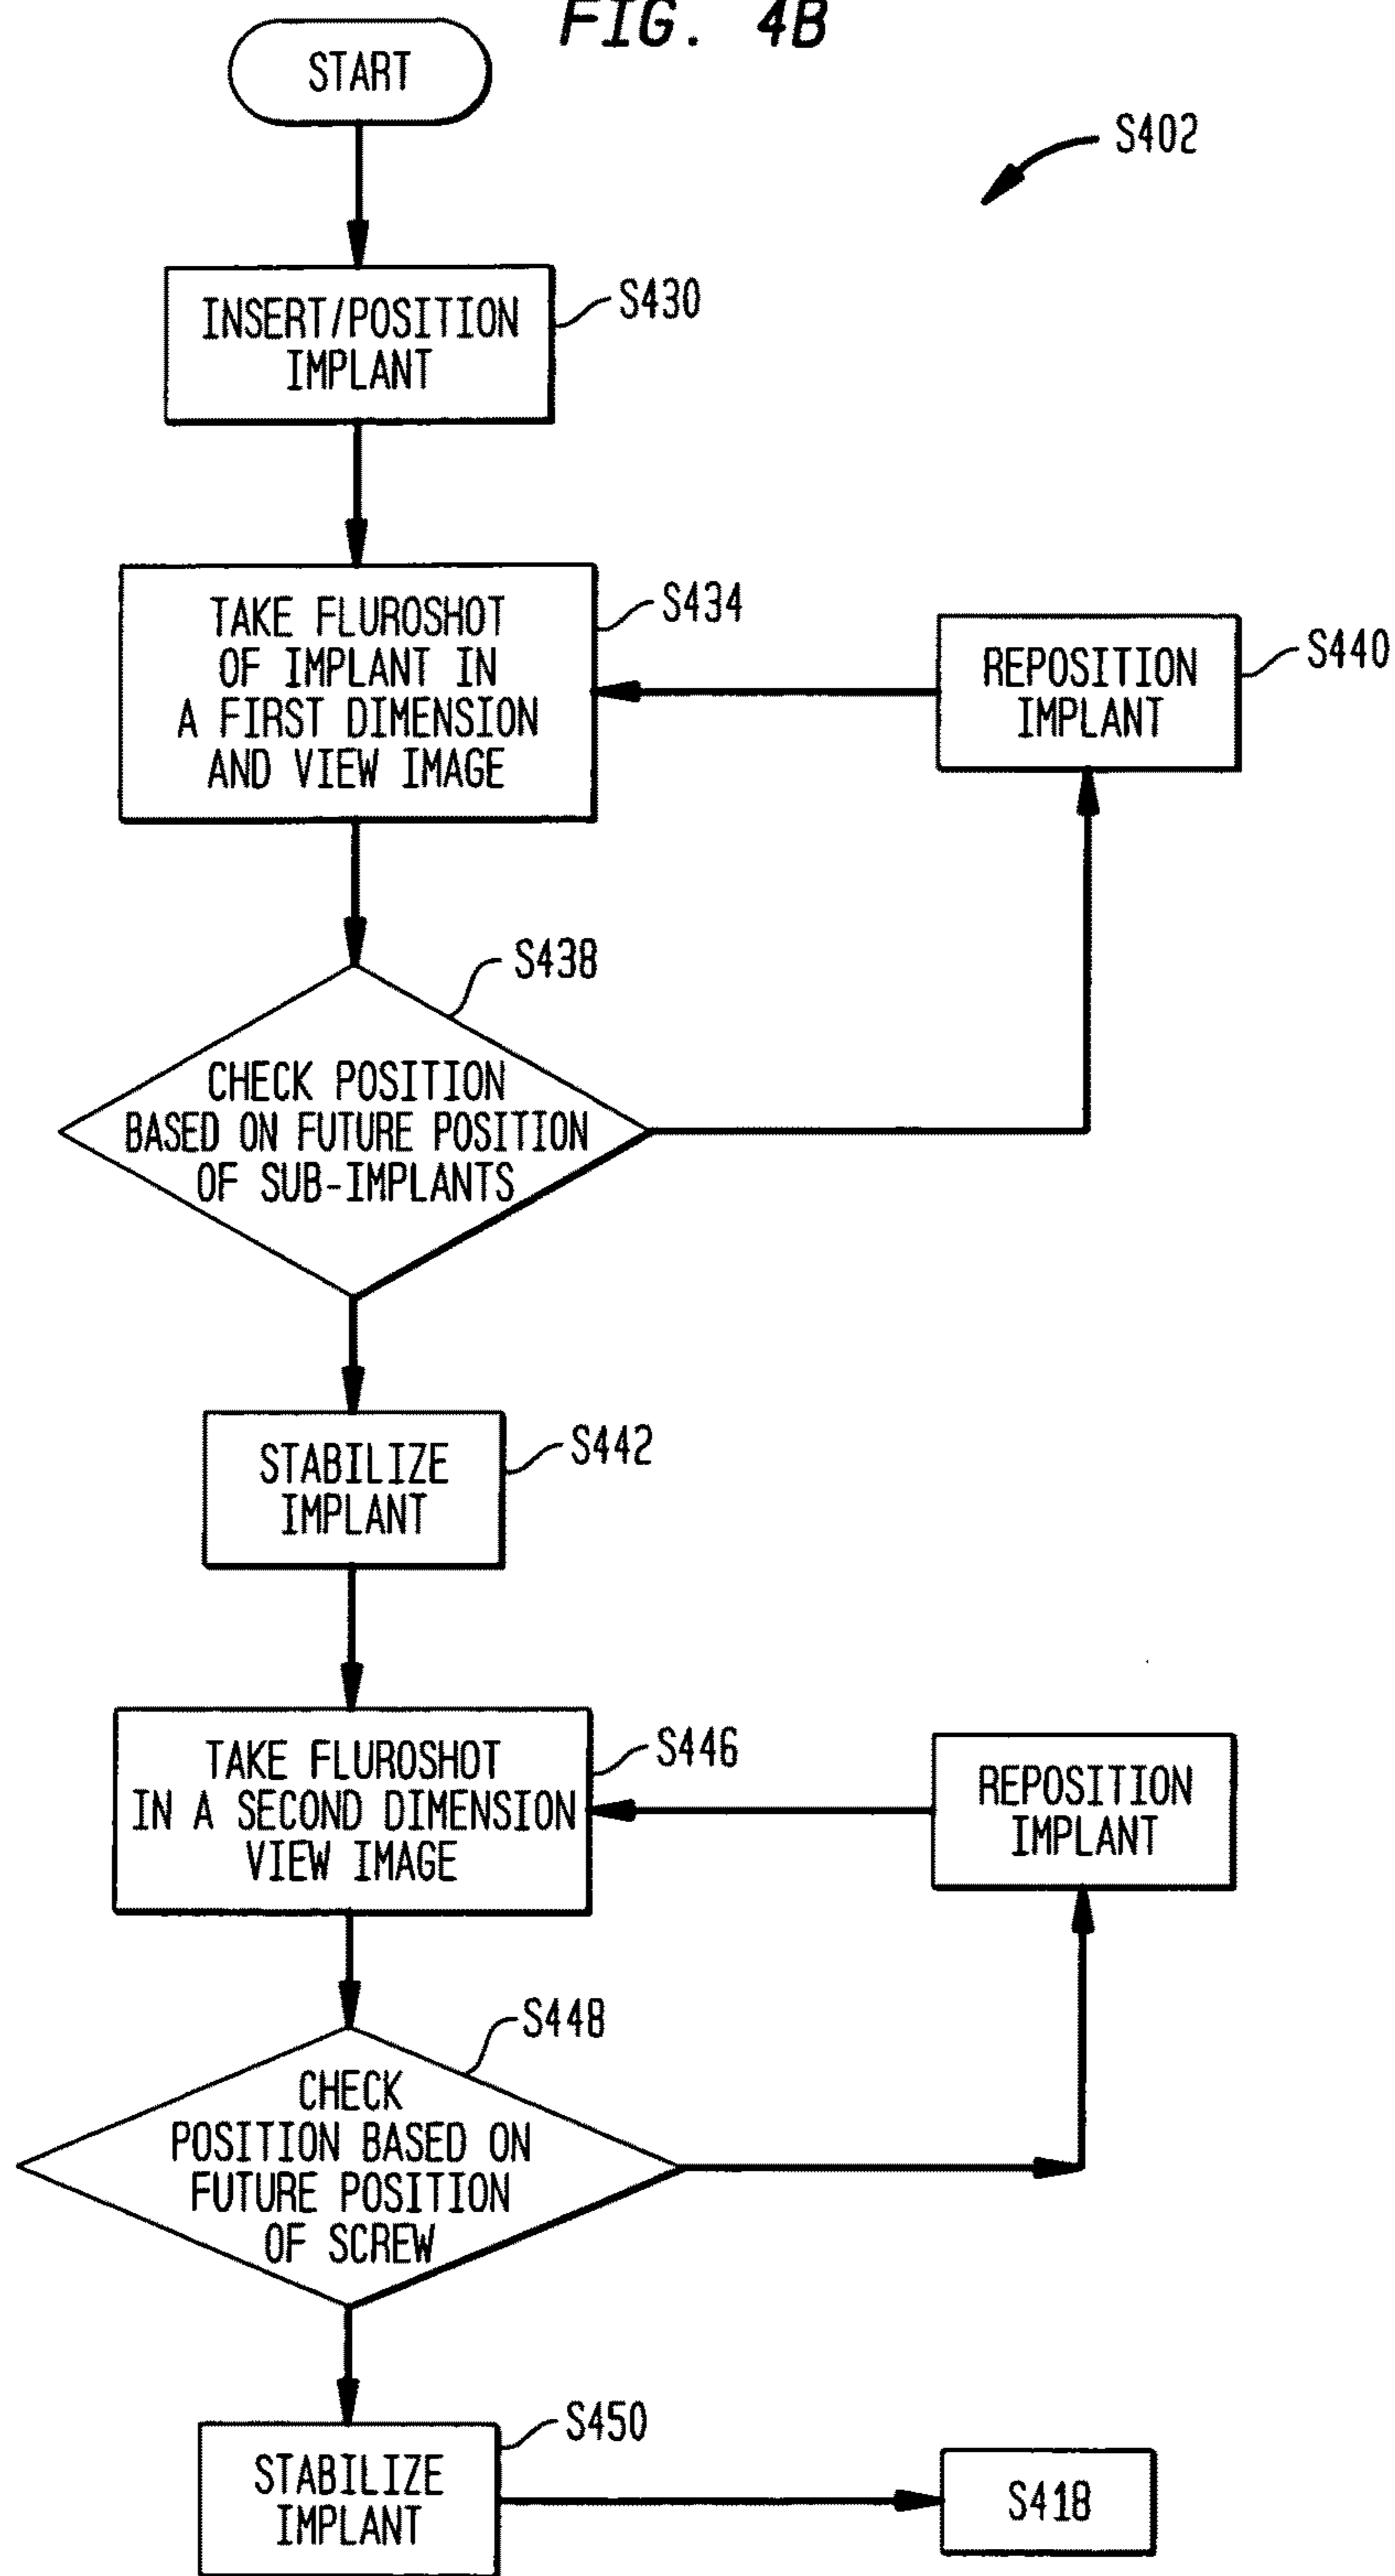 FIG. 4B
START
S402
INSERT/POSITION
IMPLANT
S430
TAKE FLUROSHOT
OF IMPLANT IN
A FIRST DIMENSION
AND VIEW IMAGE
S434
REPOSITION
IMPLANT
S440
S438
CHECK POSITION
BASED ON FUTURE POSITION
OF SUB-IMPLANTS
STABILIZE
IMPLANT
S442
TAKE FLUROSHOT
IN A SECOND DIMENSION
VIEW IMAGE
S446
REPOSITION
IMPLANT
S448
CHECK
POSITION BASED ON
FUTURE POSITION
OF SCREW
STABILIZE
IMPLANT
S450
S418